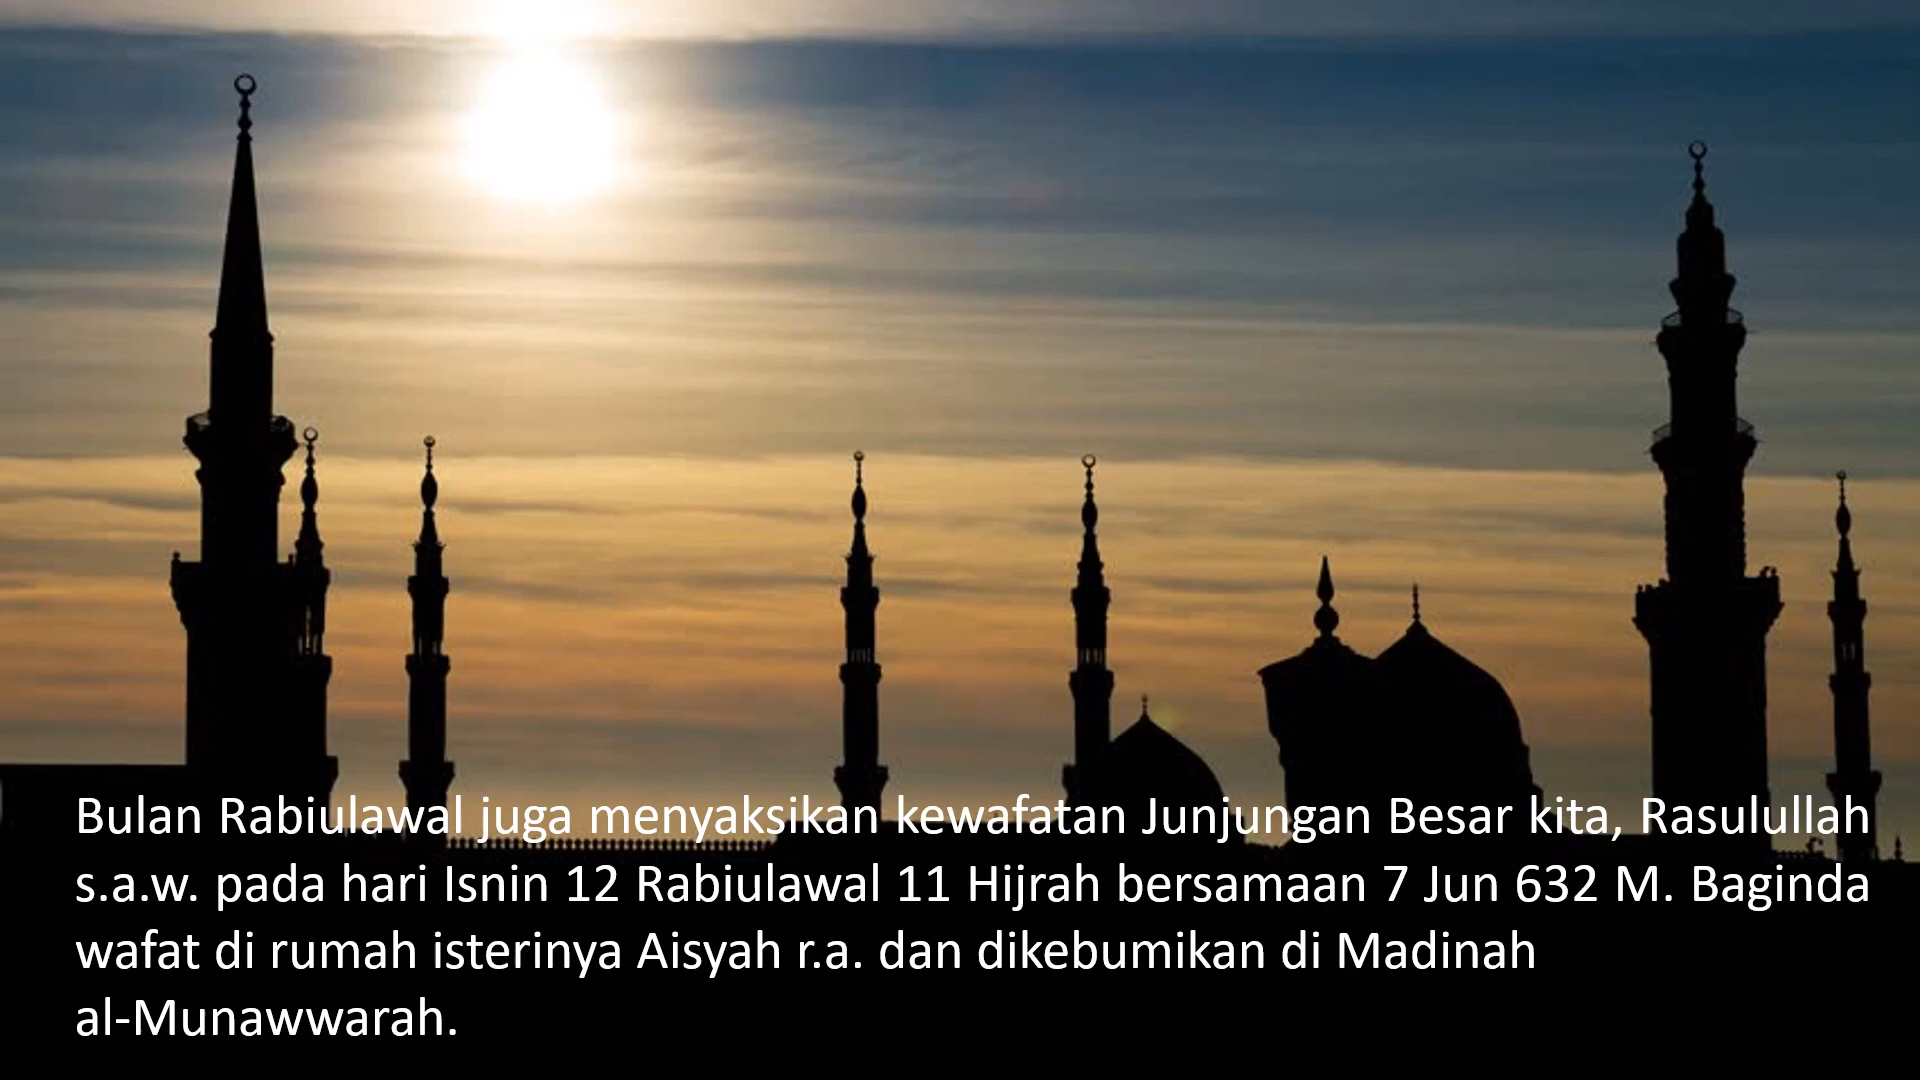 Bulan Rabiulawal juga menyaksikan kewafatan Junjungan Besar kita, Rasulullah
s.a.w. pada hari Isnin 12 Rabiulawal 11 Hijrah bersamaan 7 Jun 632 M. Baginda
wafat di rumah isterinya Aisyah r.a. dan dikebumikan di Madinah
al-Munawwarah.